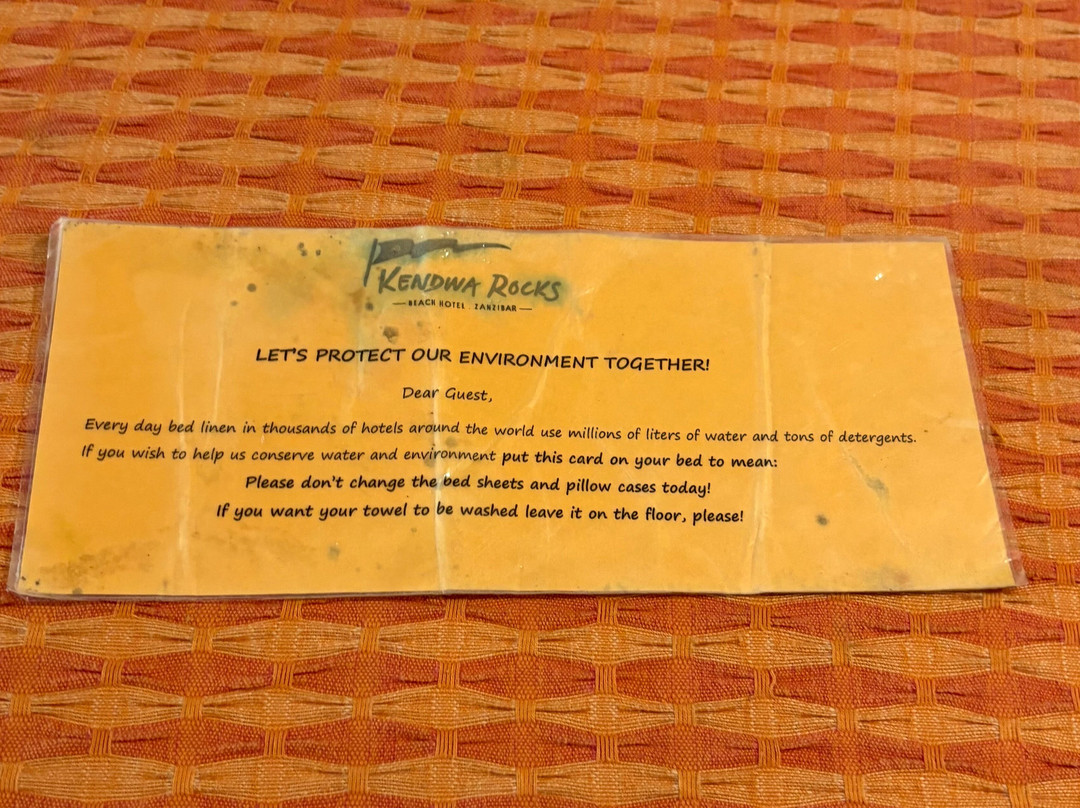 KENDWA ROCKS
BEACH HOTEL . ZANZIBAR
LET'S PROTECT OUR ENVIRONMENT TOGETHER!
Dear Guest,
Every day bed linen in thousands of hotels around the world use millions of liters of water and tons of detergents.
If you wish to help us conserve water and environment put this card on your bed to mean:
Please don't change the bed sheets and pillow cases today!
If you want your towel to be washed leave it on the floor, please!